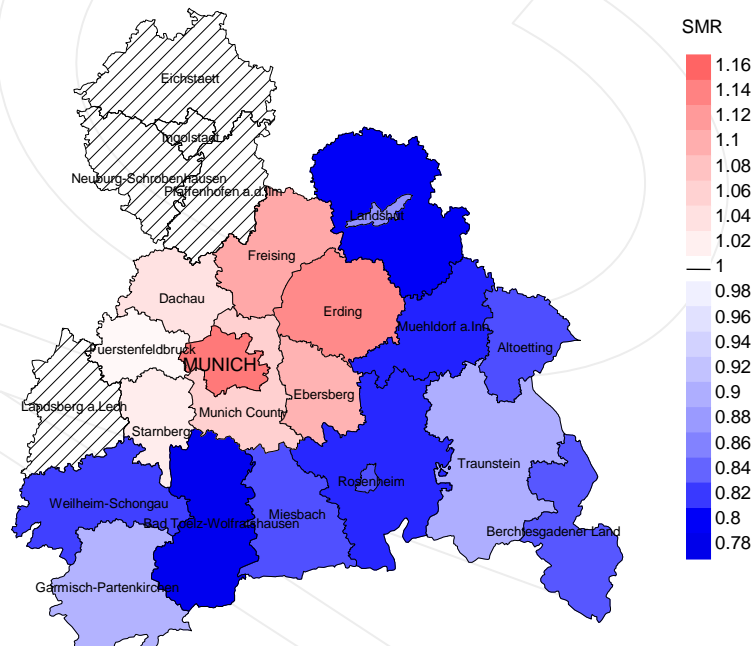 SMR
1.16
1.14
1.12
1.1
1.08
1.06
1.04
1.02
1
0.98
0.96
0.94
0.92
0.9
0.88
0.86
0.84
0.82
0.8
0.78
Eichstaett
Ingolstadt
Neuburg-Schrobenhausen
Pfaffenhofen a.d.Ilm
Landshut
Freising
Dachau
Erding
Muehldorf a.Inn
Altoetting
Fuerstenfeldbruck
MUNICH
Ebersberg
Landsberg a.Lech
Munich County
Starnberg
Traunstein
Rosenheim
Weilheim-Schongau
Miesbach
Bad Toelz-Wolfratshausen
Berchtesgadener Land
Garmisch-Partenkirchen